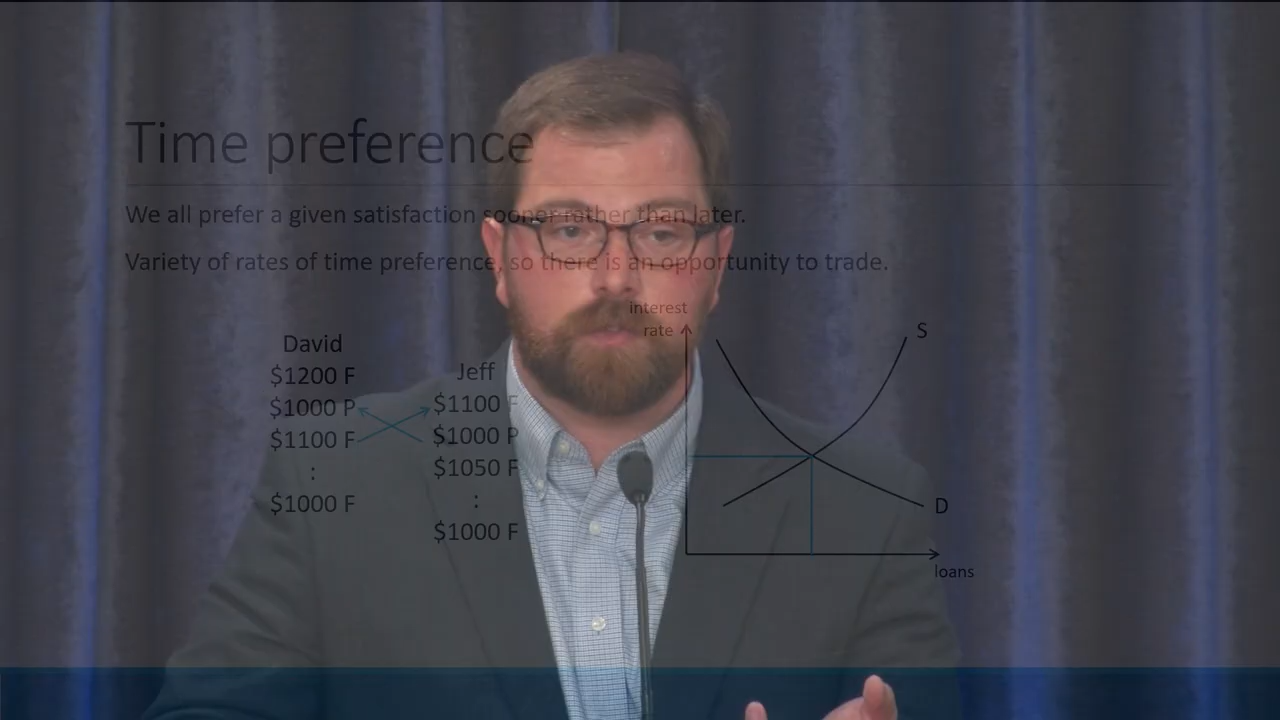 Time preference
We all prefer a given satisfaction sooner rather than later.
Variety of rates of time preference, so there is an opportunity to trade.
David
$1200 F
$1000 P
$1100 F
:
$1000 F
Jeff
$1100 F
$1000 P
$1050 F
:
$1000 F
interest
rate
S
D
loans